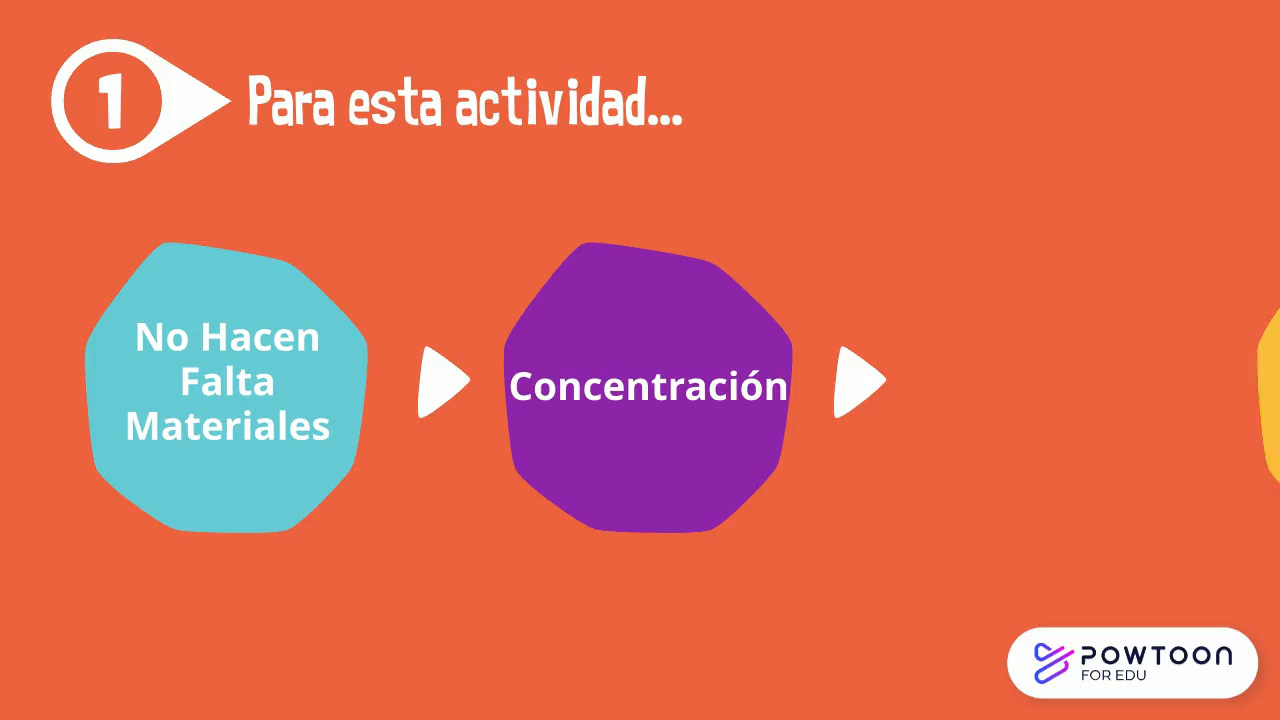 1
Para esta actividad...
No Hacen
Falta
Materiales
Concentración
POWTOON
FOR EDU